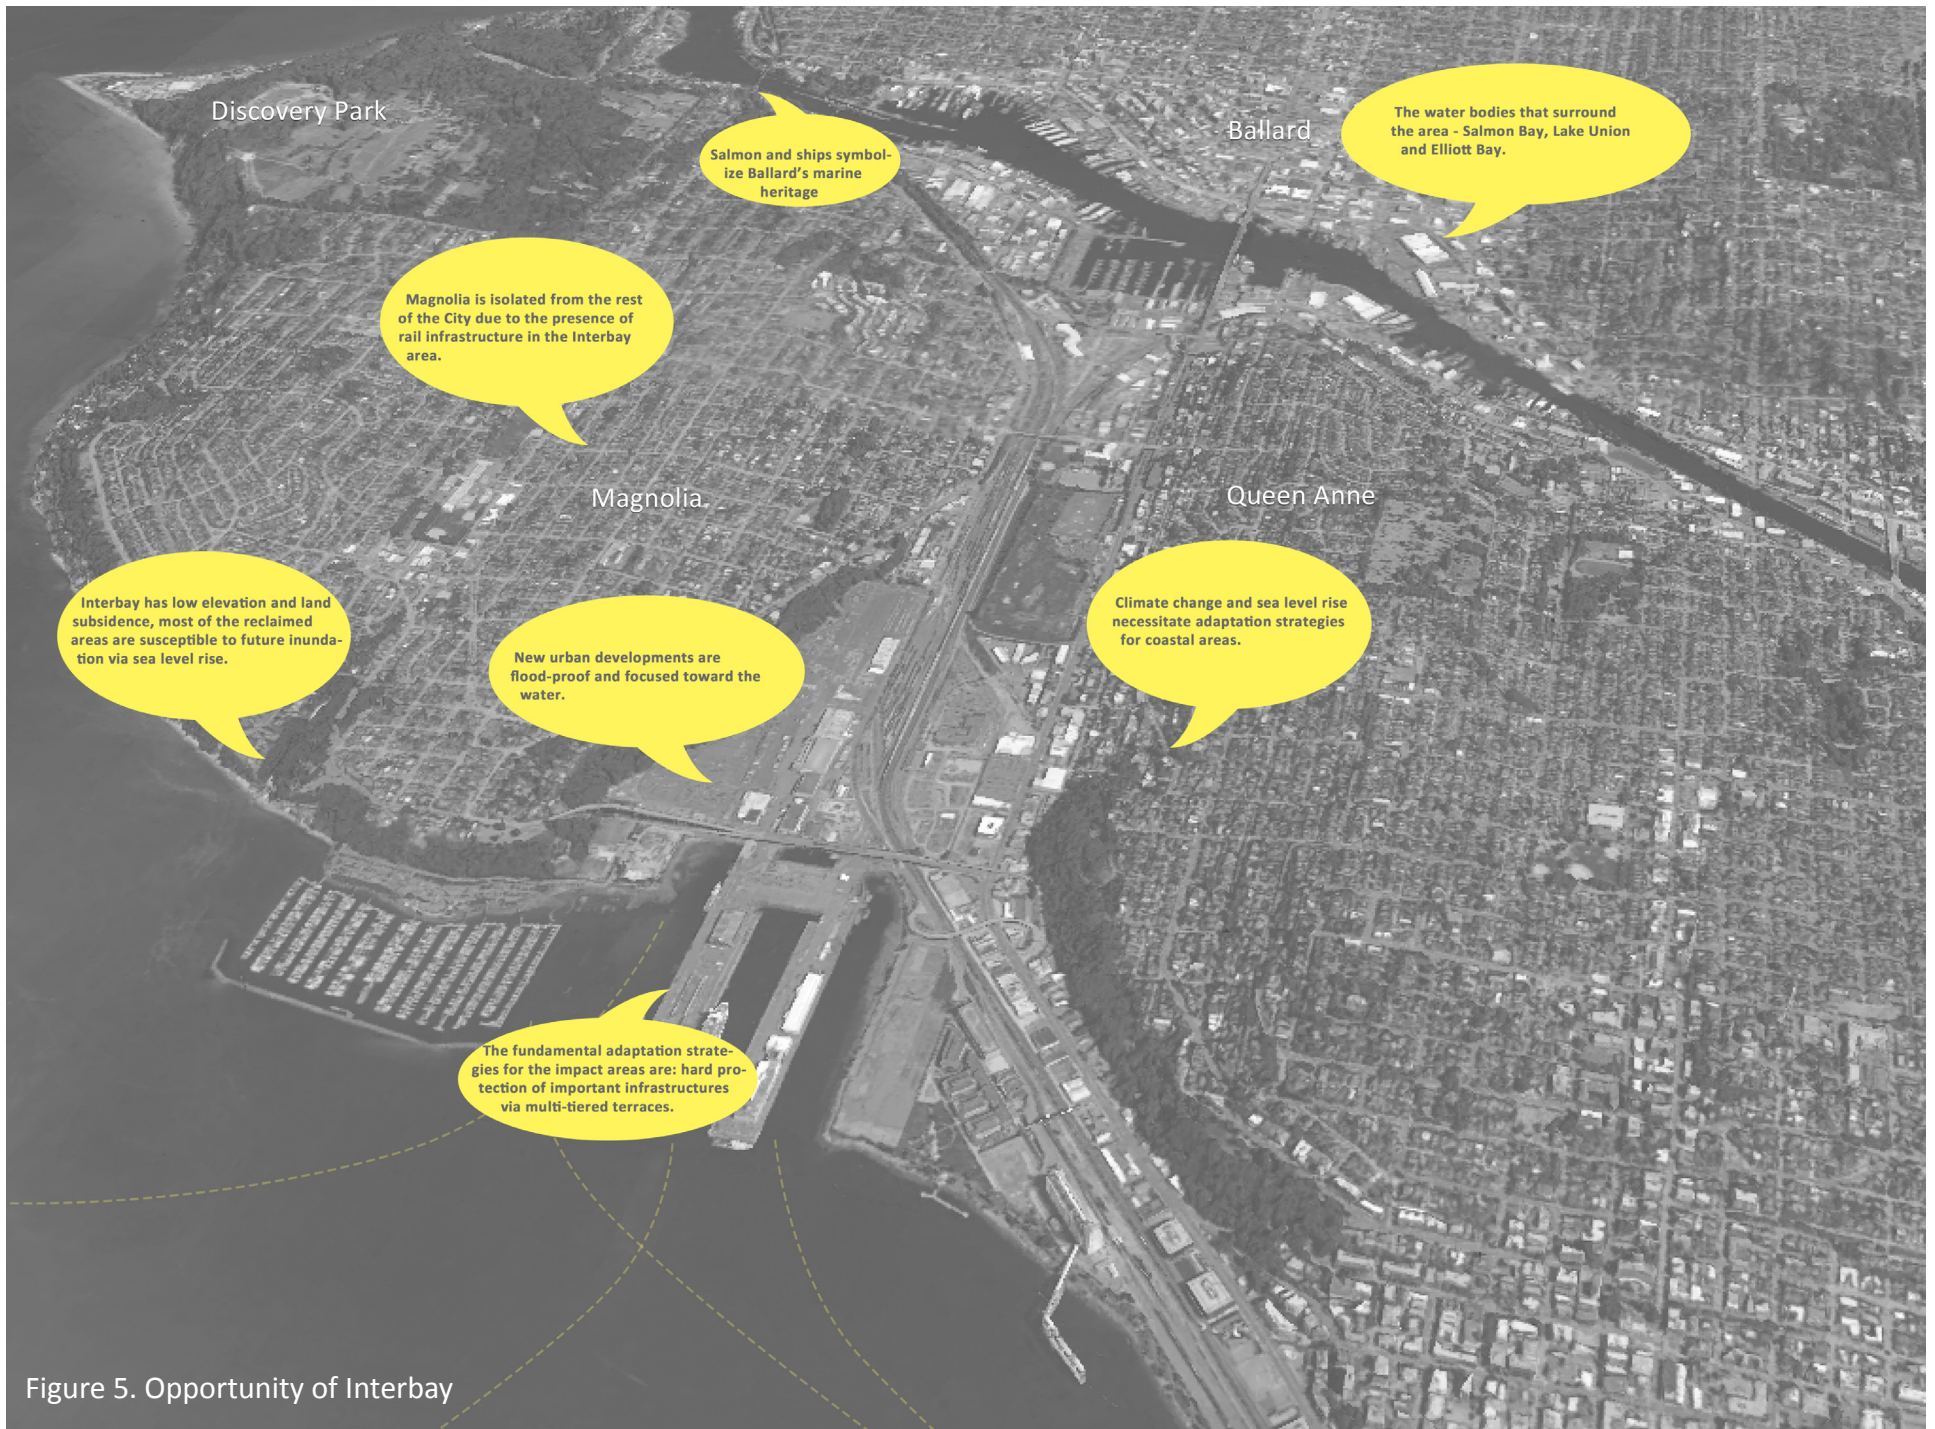 Discovery Park
Ballard
The water bodies that surround
the area - Salmon Bay, Lake Union
and Elliott Bay.
Salmon and ships symbol-
ize Ballard's marine
heritage
Magnolia is isolated from the rest
of the City due to the presence of
rail infrastructure in the Interbay
area.
Magnolia
Queen Anne
Interbay has low elevation and land
subsidence, most of the reclaimed
areas are susceptible to future inunda-
tion via sea level rise.
New urban developments are
flood-proof and focused toward the
water.
Climate change and sea level rise
necessitate adaptation strategies
for coastal areas.
The fundamental adaptation strate-
gies for the impact areas are: hard pro-
tection of important infrastructures
via multi-tiered terraces.
Figure 5. Opportunity of Interbay